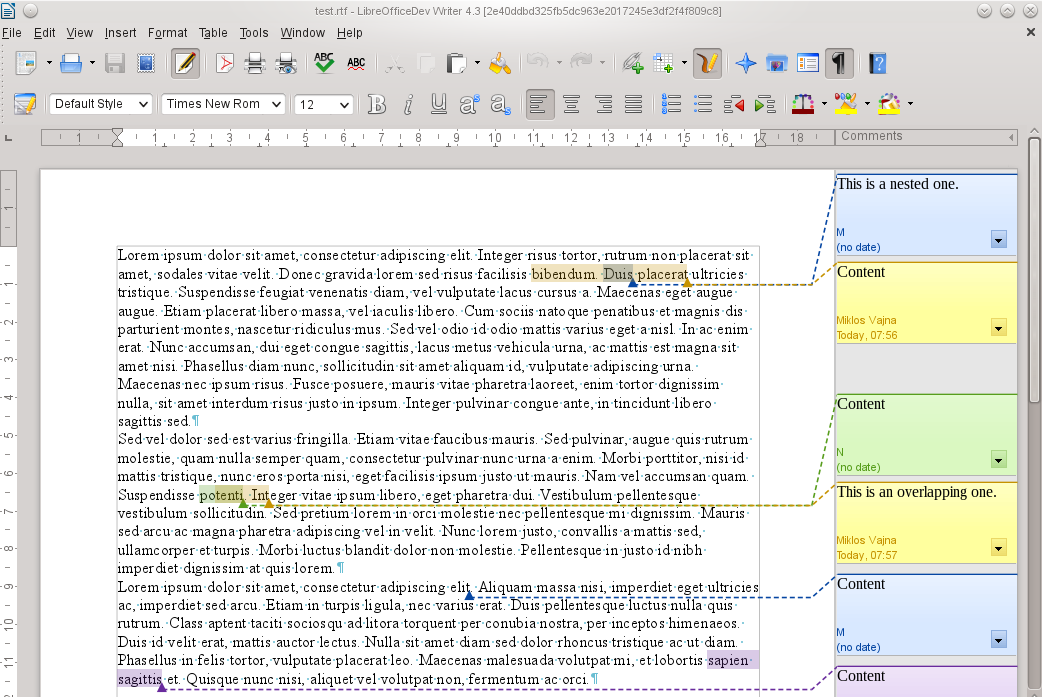 test.rtf - LibreOfficeDev Writer 4.3 [2e40ddbd325fb5dc963e2017245e3df2f4f809c8]
File Edit View Insert Format Table Tools Window Help
ABC ABC
Default Style Times New Rom 12
1 1 2 3 4 5 6 7 8 9 10 11 12 13 14 15 16 17 18 Comments
Lorem ipsum dolor sit amet, consectetur adipiscing elit. Integer risus tortor, rutrum non placerat sit
amet, sodales vitae velit. Donec gravida lorem sed risus facilisis bibendum. Duis placerat ultricies
tristique. Suspendisse feugiat venenatis diam, vel vulputate lacus cursus a. Maecenas eget augue
augue. Etiam placerat libero massa, vel iaculis libero. Cum sociis natoque penatibus et magnis dis
parturient montes, nascetur ridiculus mus. Sed vel odio id odio mattis varius eget a nisl. In ac enim
erat. Nunc accumsan, dui eget congue sagittis, lacus metus vehicula urna, ac mattis est magna sit
amet nisi. Phasellus diam nunc, sollicitudin sit amet aliquam id, vulputate adipiscing urna.
Maecenas nec ipsum risus. Fusce posuere, mauris vitae pharetra laoreet, enim tortor dignissim
nulla, sit amet interdum risus justo in ipsum. Integer pulvinar congue ante, in tincidunt libero
sagittis sed.¶
Sed vel dolor sed est varius fringilla. Etiam vitae faucibus mauris. Sed pulvinar, augue quis rutrum
molestie, quam nulla semper quam, consectetur pulvinar nunc urna a enim. Morbi porttitor, nisi id
mattis tristique, nunc eros porta nisi, eget facilisis ipsum justo ut mauris. Nam vel accumsan quam.
Suspendisse potenti. Integer vitae ipsum libero, eget pharetra dui. Vestibulum pellentesque
vestibulum sollicitudin. Sed pretium lorem in orci molestie nec pellentesque mi dignissim. Mauris
sed arcu ac magna pharetra adipiscing vel in velit. Nunc lorem justo, convallis a mattis sed,
ullamcorper et turpis. Morbi luctus blandit dolor non molestie. Pellentesque in justo id nibh
imperdiet dignissim at quis lorem.¶
Lorem ipsum dolor sit amet, consectetur adipiscing elit. Aliquam massa nisi, imperdiet eget ultricies
ac, imperdiet sed arcu. Etiam in turpis ligula, nec varius erat. Duis pellentesque luctus nulla quis
rutrum. Class aptent taciti sociosqu ad litora torquent per conubia nostra, per inceptos himenaeos.
Duis id velit erat, mattis auctor lectus. Nulla sit amet diam sed dolor rhoncus tristique ac ut diam.
Phasellus in felis tortor, vulputate placerat leo. Maecenas malesuada volutpat mi, et lobortis sapien
sagittis et. Quisque nunc nisi, aliquet vel volutpat non, fermentum ac orci.¶
This is a nested one.
M
(no date)
Content
Miklos Vajna
Today, 07:56
Content
N
(no date)
This is an overlapping one.
Miklos Vajna
Today, 07:57
Content
M
(no date)
Content
1
1
2
3
4
5
6
7
8
9
10
11